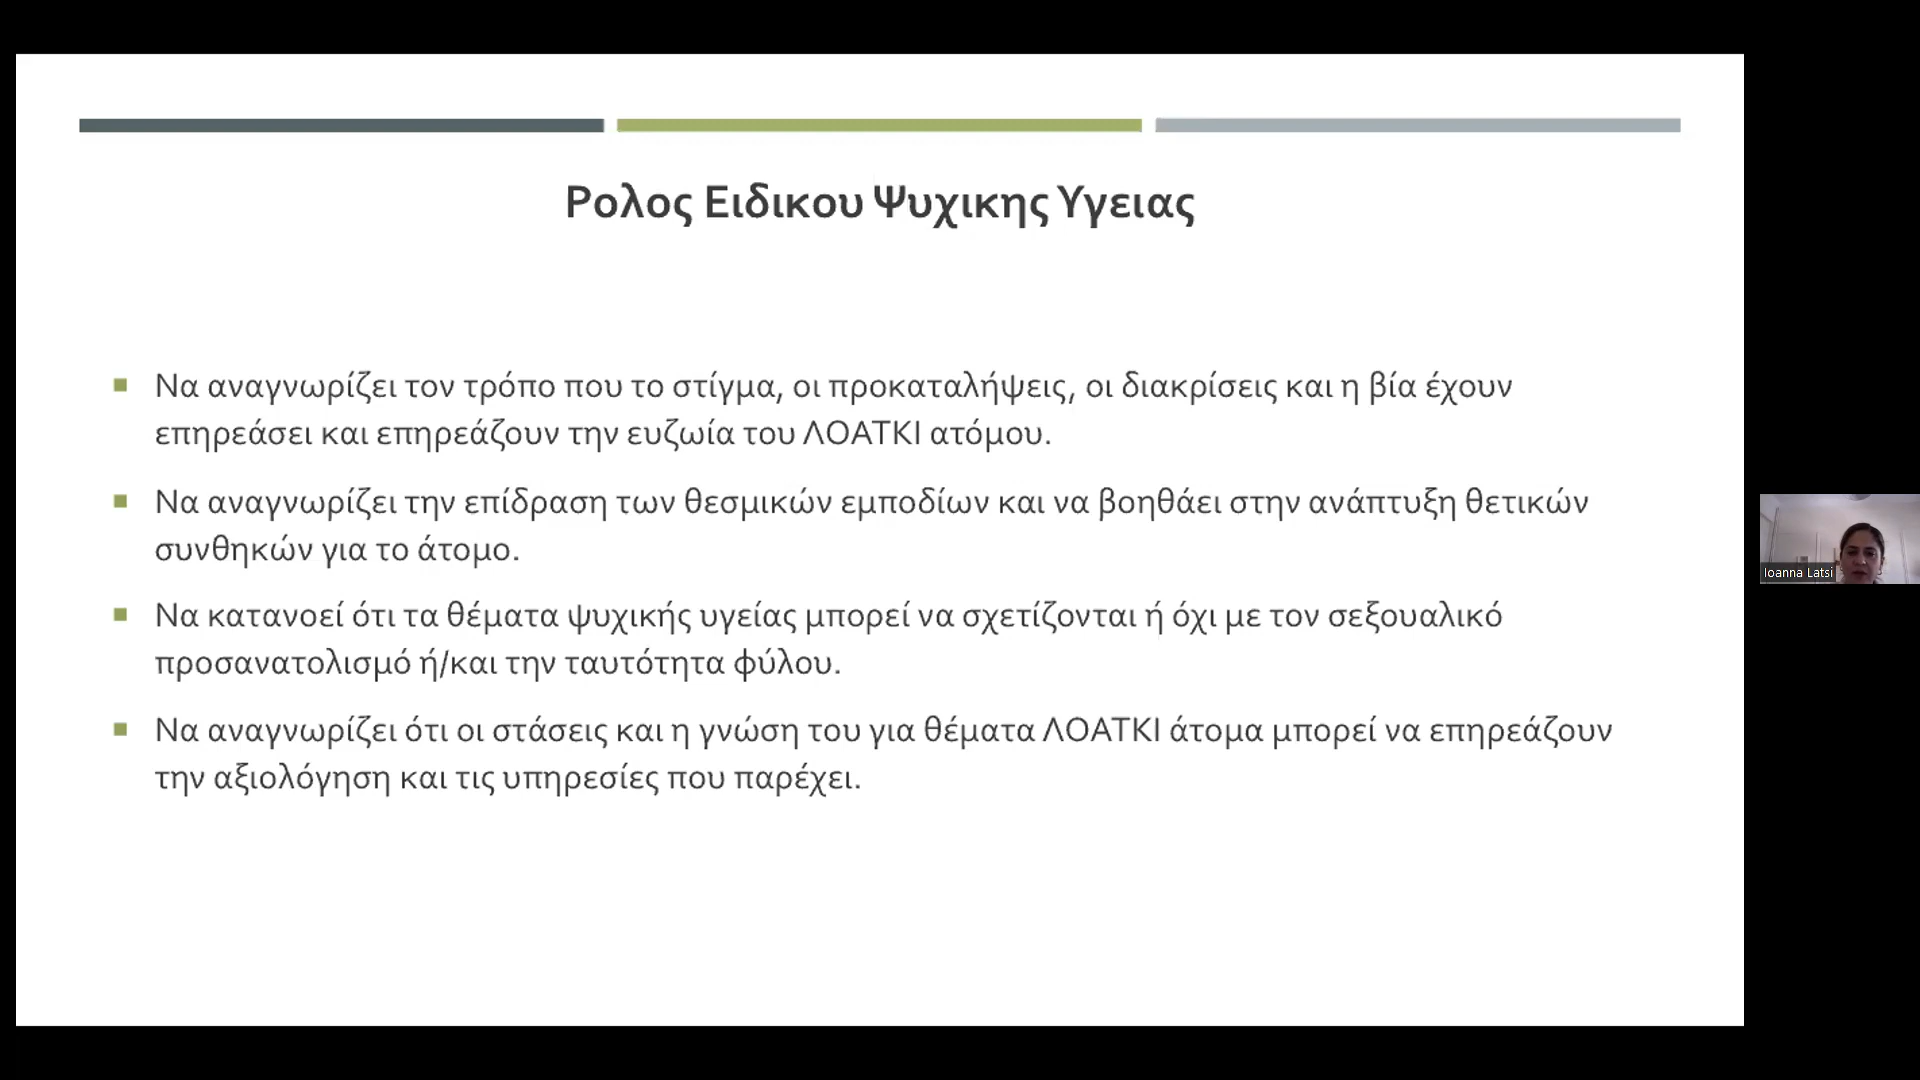 Ρολος Ειδικου Ψυχικης Υγειας
Να αναγνωρίζει τον τρόπο που το στίγμα, οι προκαταλήψεις, οι διακρίσεις και η βία έχουν
επηρεάσει και επηρεάζουν την ευζωία του ΛΟΑΤΚΙ ατόμου.
Να αναγνωρίζει την επίδραση των θεσμικών εμποδίων και να βοηθάει στην ανάπτυξη θετικών
συνθηκών για το άτομο.
Να κατανοεί ότι τα θέματα ψυχικής υγείας μπορεί να σχετίζονται ή όχι με τον σεξουαλικό
προσανατολισμό ή/και την ταυτότητα φύλου.
Να αναγνωρίζει ότι οι στάσεις και η γνώση του για θέματα ΛΟΑΤΚΙ άτομα μπορεί να επηρεάζουν
την αξιολόγηση και τις υπηρεσίες που παρέχει.
Ioanna Latsi